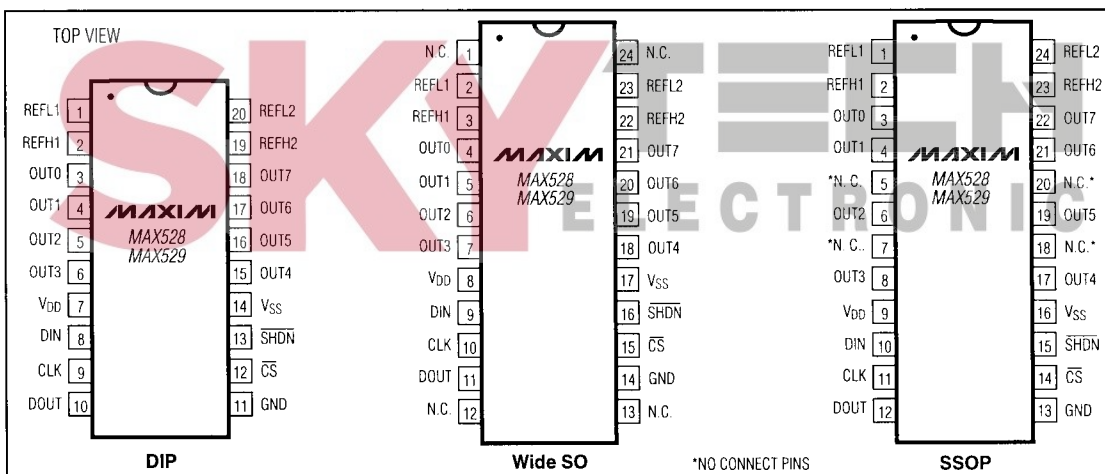 TOP VIEW
SKYTECH
ELECTRONIC
REFL1 1
REFH1 2
OUT0 3
OUT1 4
OUT2 5
OUT3 6
VDD 7
DIN 8
CLK 9
DOUT 10
20 REFL2
19 REFH2
18 OUT7
17 OUT6
16 OUT5
15 OUT4
14 VSS
13 SHDN
12 CS
11 GND
MAXIM
MAX528
MAX529
DIP
N.C. 1
REFL1 2
REFH1 3
OUT0 4
OUT1 5
OUT2 6
OUT3 7
VDD 8
DIN 9
CLK 10
DOUT 11
N.C. 12
24 N.C.
23 REFL2
22 REFH2
21 OUT7
20 OUT6
19 OUT5
18 OUT4
17 VSS
16 SHDN
15 CS
14 GND
13 N.C.
MAXIM
MAX528
MAX529
Wide SO
REFL1 1
REFH1 2
OUT0 3
OUT1 4
*N. C. 5
OUT2 6
*N. C.. 7
OUT3 8
VDD 9
DIN 10
CLK 11
DOUT 12
24 REFL2
23 REFH2
22 OUT7
21 OUT6
20 N.C.*
19 OUT5
18 N.C.*
17 OUT4
16 VSS
15 SHDN
14 CS
13 GND
MAXIM
MAX528
MAX529
*NO CONNECT PINS
SSOP